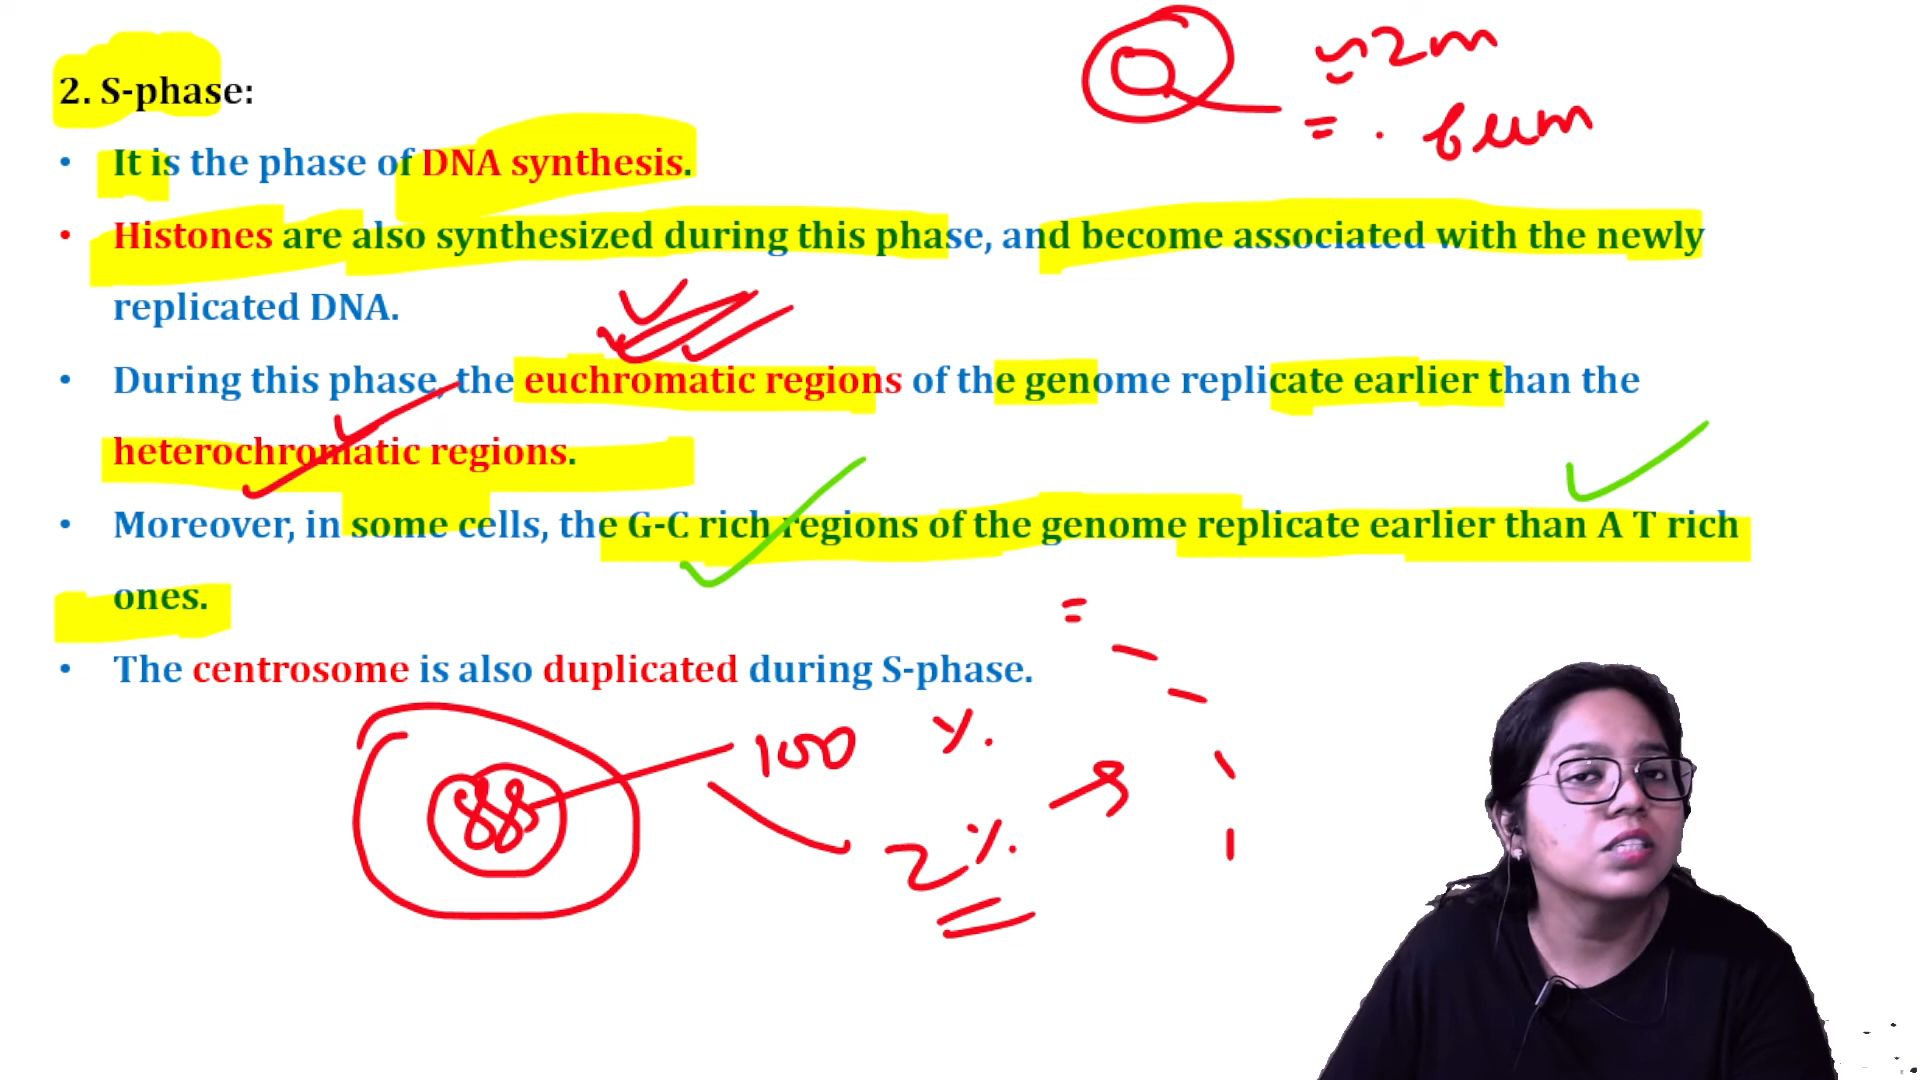 2. S-phase:
≈ 2m
= . 6um
• It is the phase of DNA synthesis.
• Histones are also synthesized during this phase, and become associated with the newly
replicated DNA.
• During this phase, the euchromatic regions of the genome replicate earlier than the
heterochromatic regions.
• Moreover, in some cells, the G-C rich regions of the genome replicate earlier than A T rich
ones.
• The centrosome is also duplicated during S-phase.
100 %.
2%.